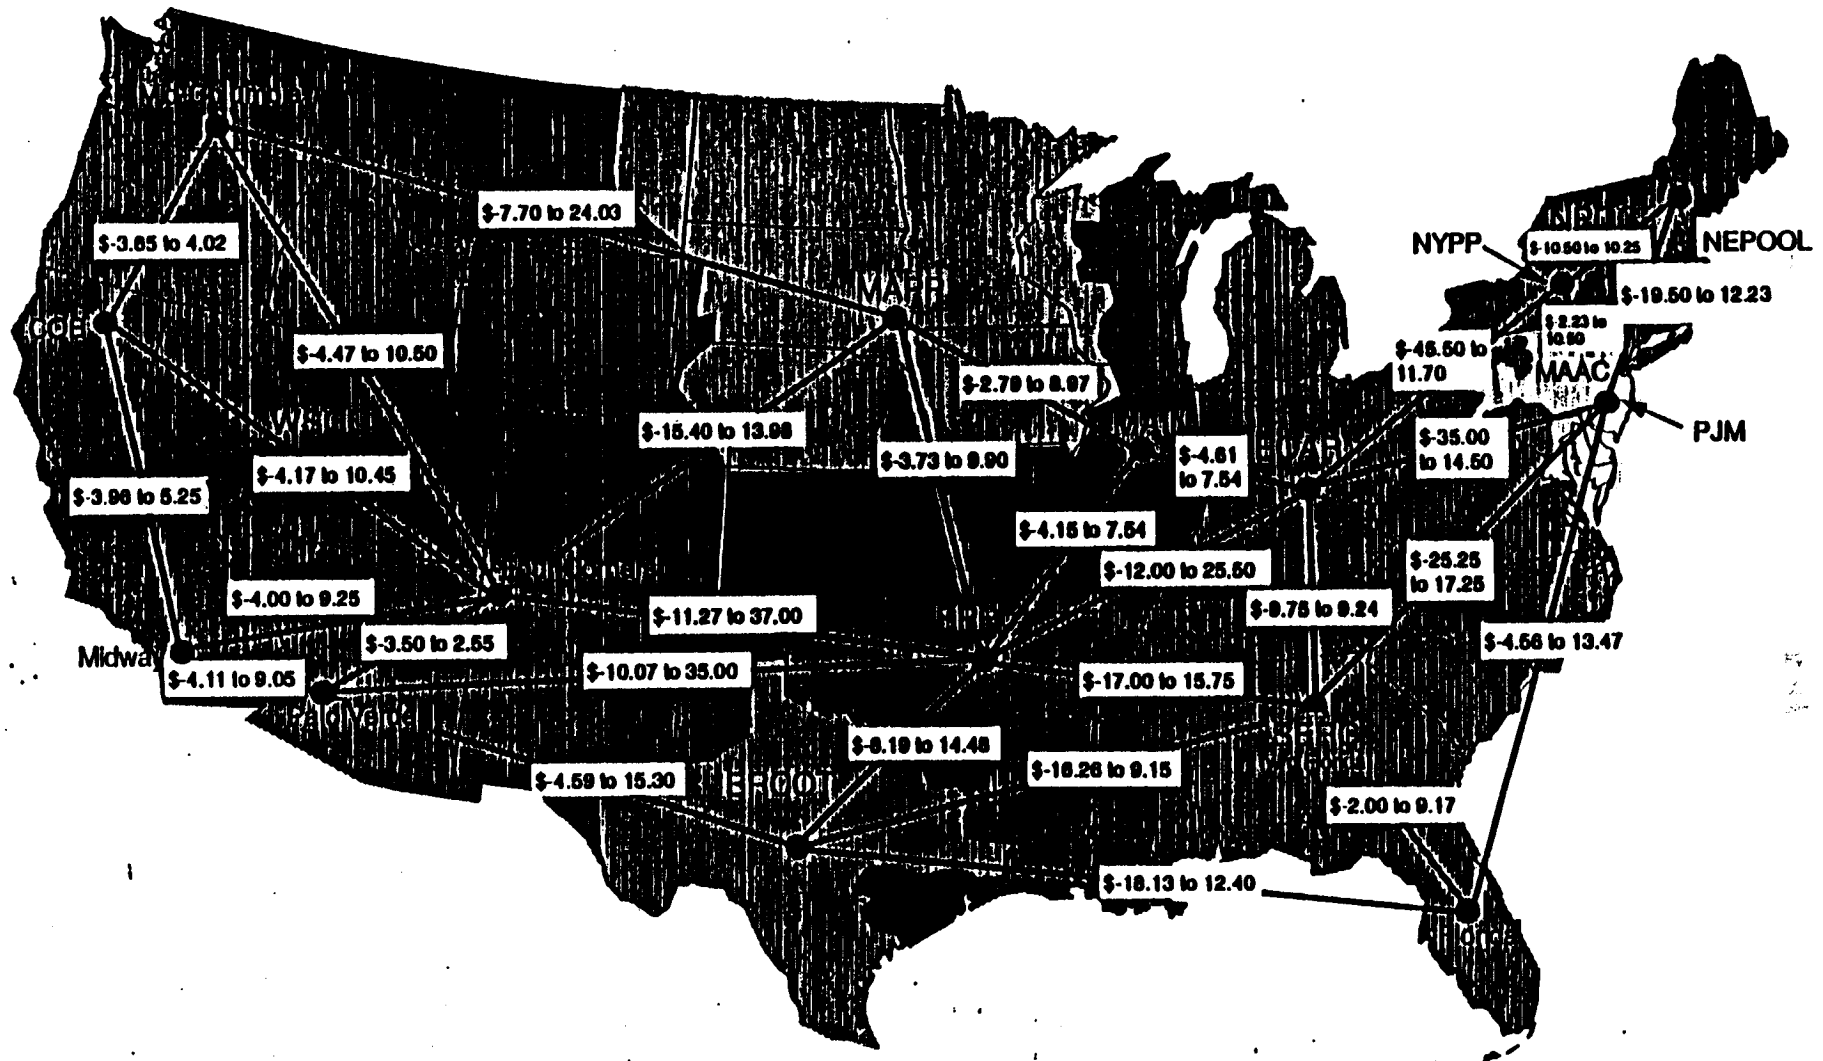 $-7.70 to 24.03
NYPP
$-10.50 to 10.25
NEPOOL
$-3.65 to 4.02
MAPP
$-19.50 to 12.23
COB
$-2.23 to
10.50
$-4.47 to 10.50
$-45.50 to
11.70
MAAC
$-2.79 to 8.97
$-15.40 to 13.98
PJM
$-35.00
to 14.50
$-3.73 to 9.90
$-4.61
to 7.54
ECAR
$-4.17 to 10.45
$-3.96 to 5.25
$-4.15 to 7.54
$-12.00 to 25.50
$-25.25
to 17.25
$-4.00 to 9.25
$-11.27 to 37.00
$-9.75 to 9.24
$-3.50 to 2.55
$-4.56 to 13.47
Midway
$-4.11 to 9.05
$-10.07 to 35.00
$-17.00 to 15.75
Palo Verde
$-6.19 to 14.48
ERCOT
$-4.59 to 15.30
$-16.26 to 9.15
$-2.00 to 9.17
$-18.13 to 12.40
Florida